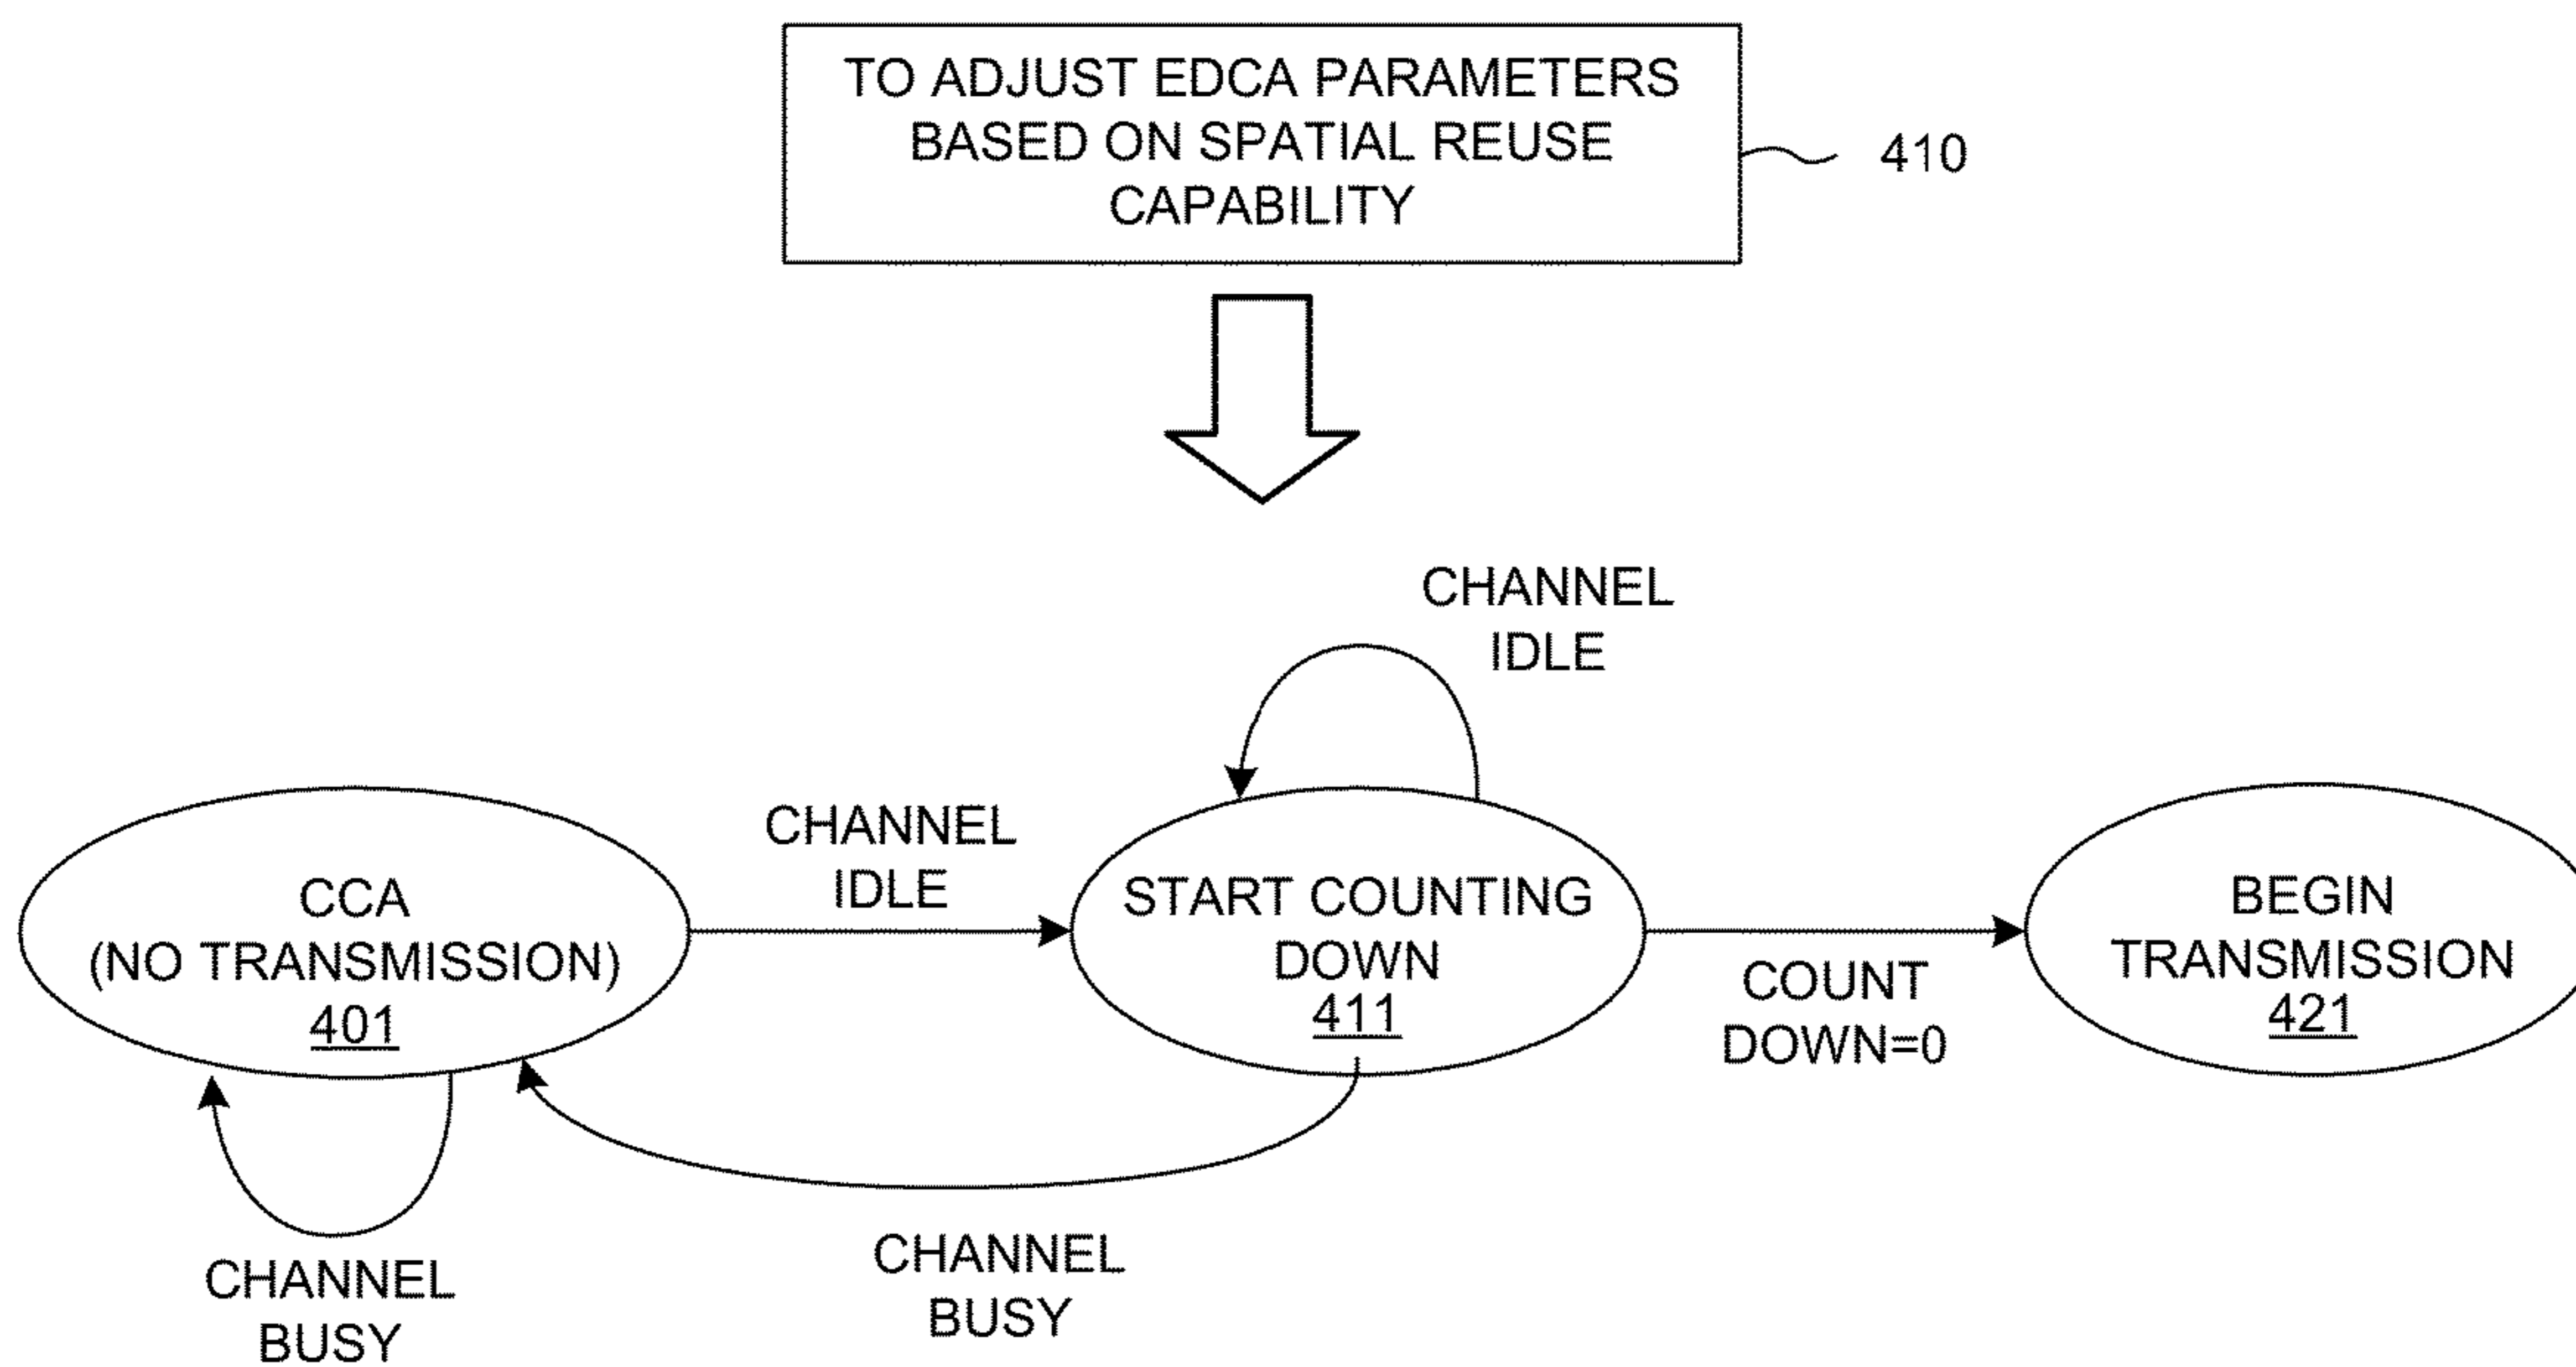 TO ADJUST EDCA PARAMETERS
BASED ON SPATIAL REUSE
CAPABILITY
410
CHANNEL
IDLE
CHANNEL
IDLE
CCA
(NO TRANSMISSION)
401
START COUNTING
DOWN
411
BEGIN
TRANSMISSION
421
COUNT
DOWN=0
CHANNEL
BUSY
CHANNEL
BUSY